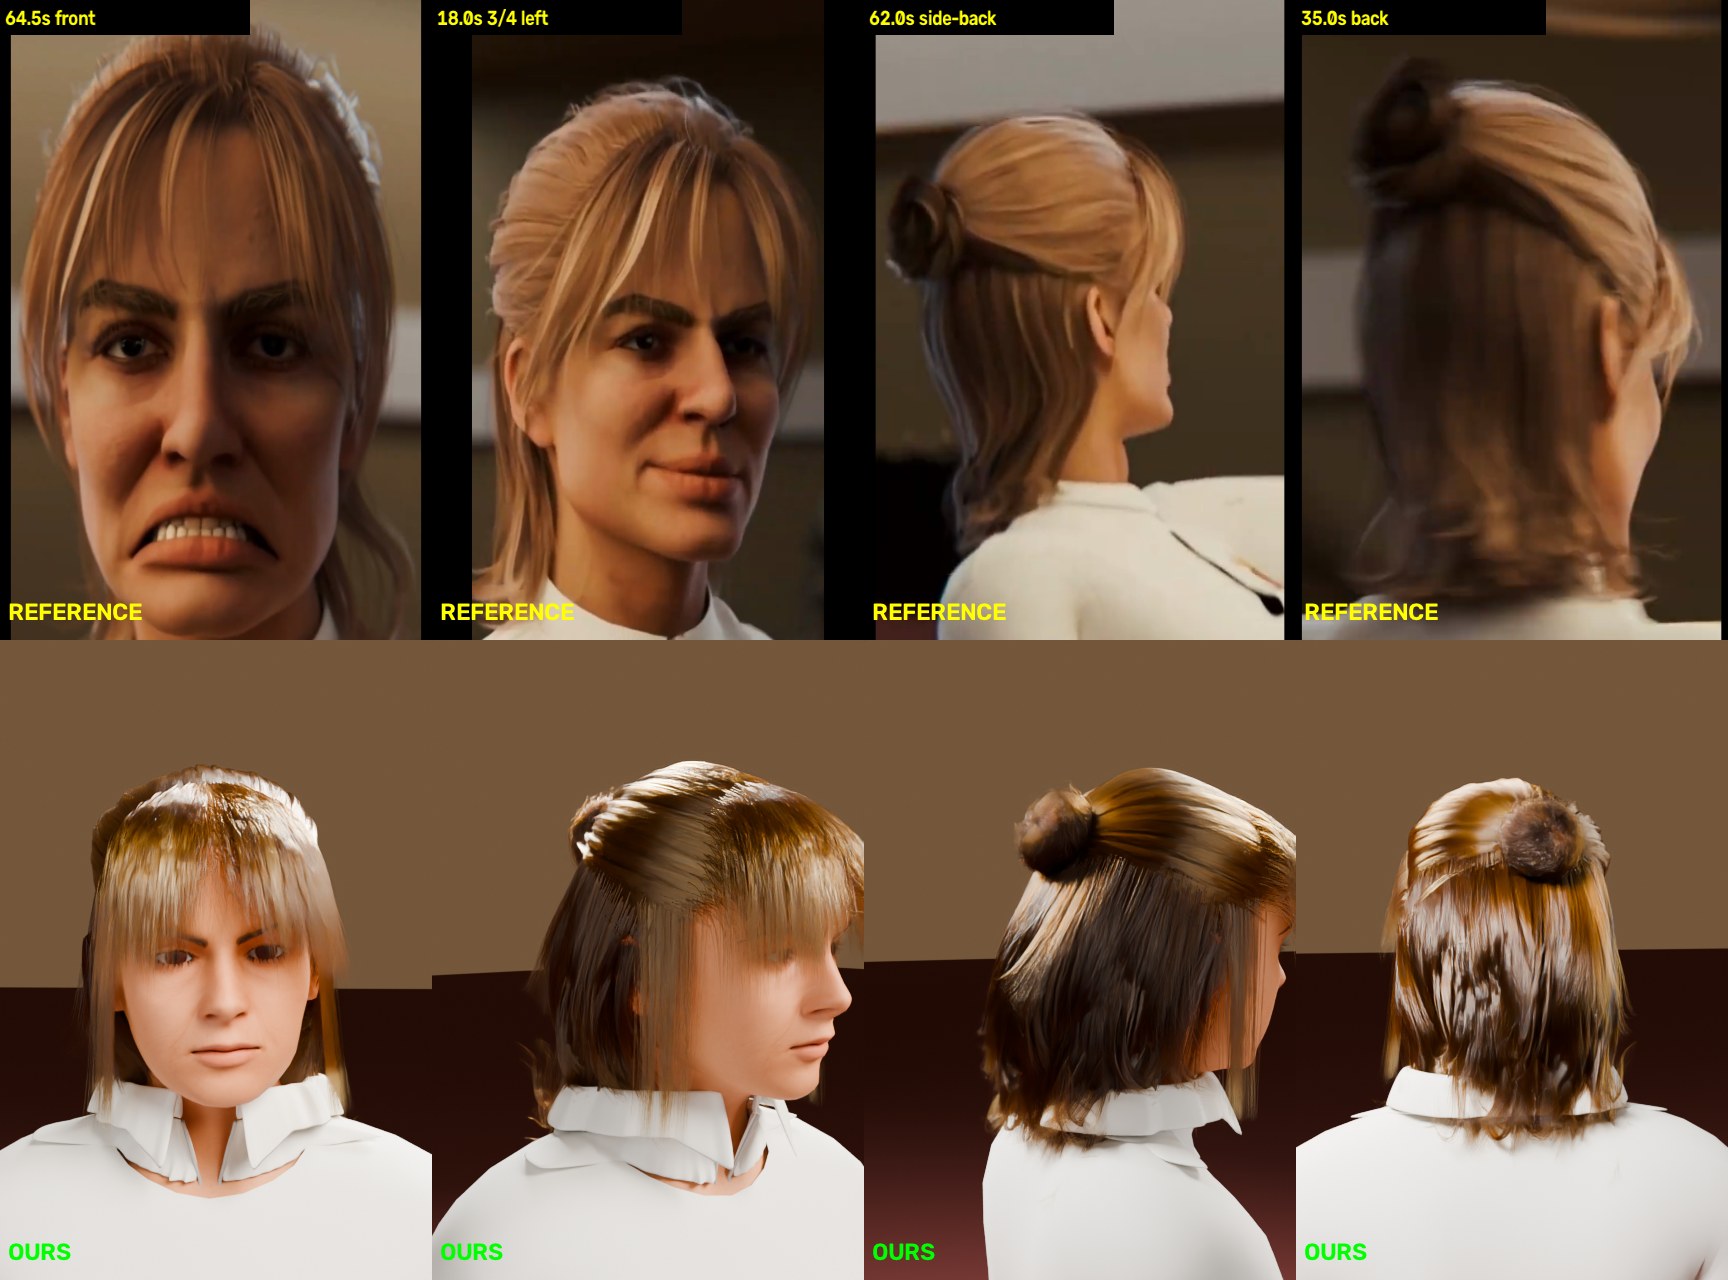 64.5s front
18.0s 3/4 left
62.0s side-back
35.0s back
REFERENCE
REFERENCE
REFERENCE
REFERENCE
OURS
OURS
OURS
OURS